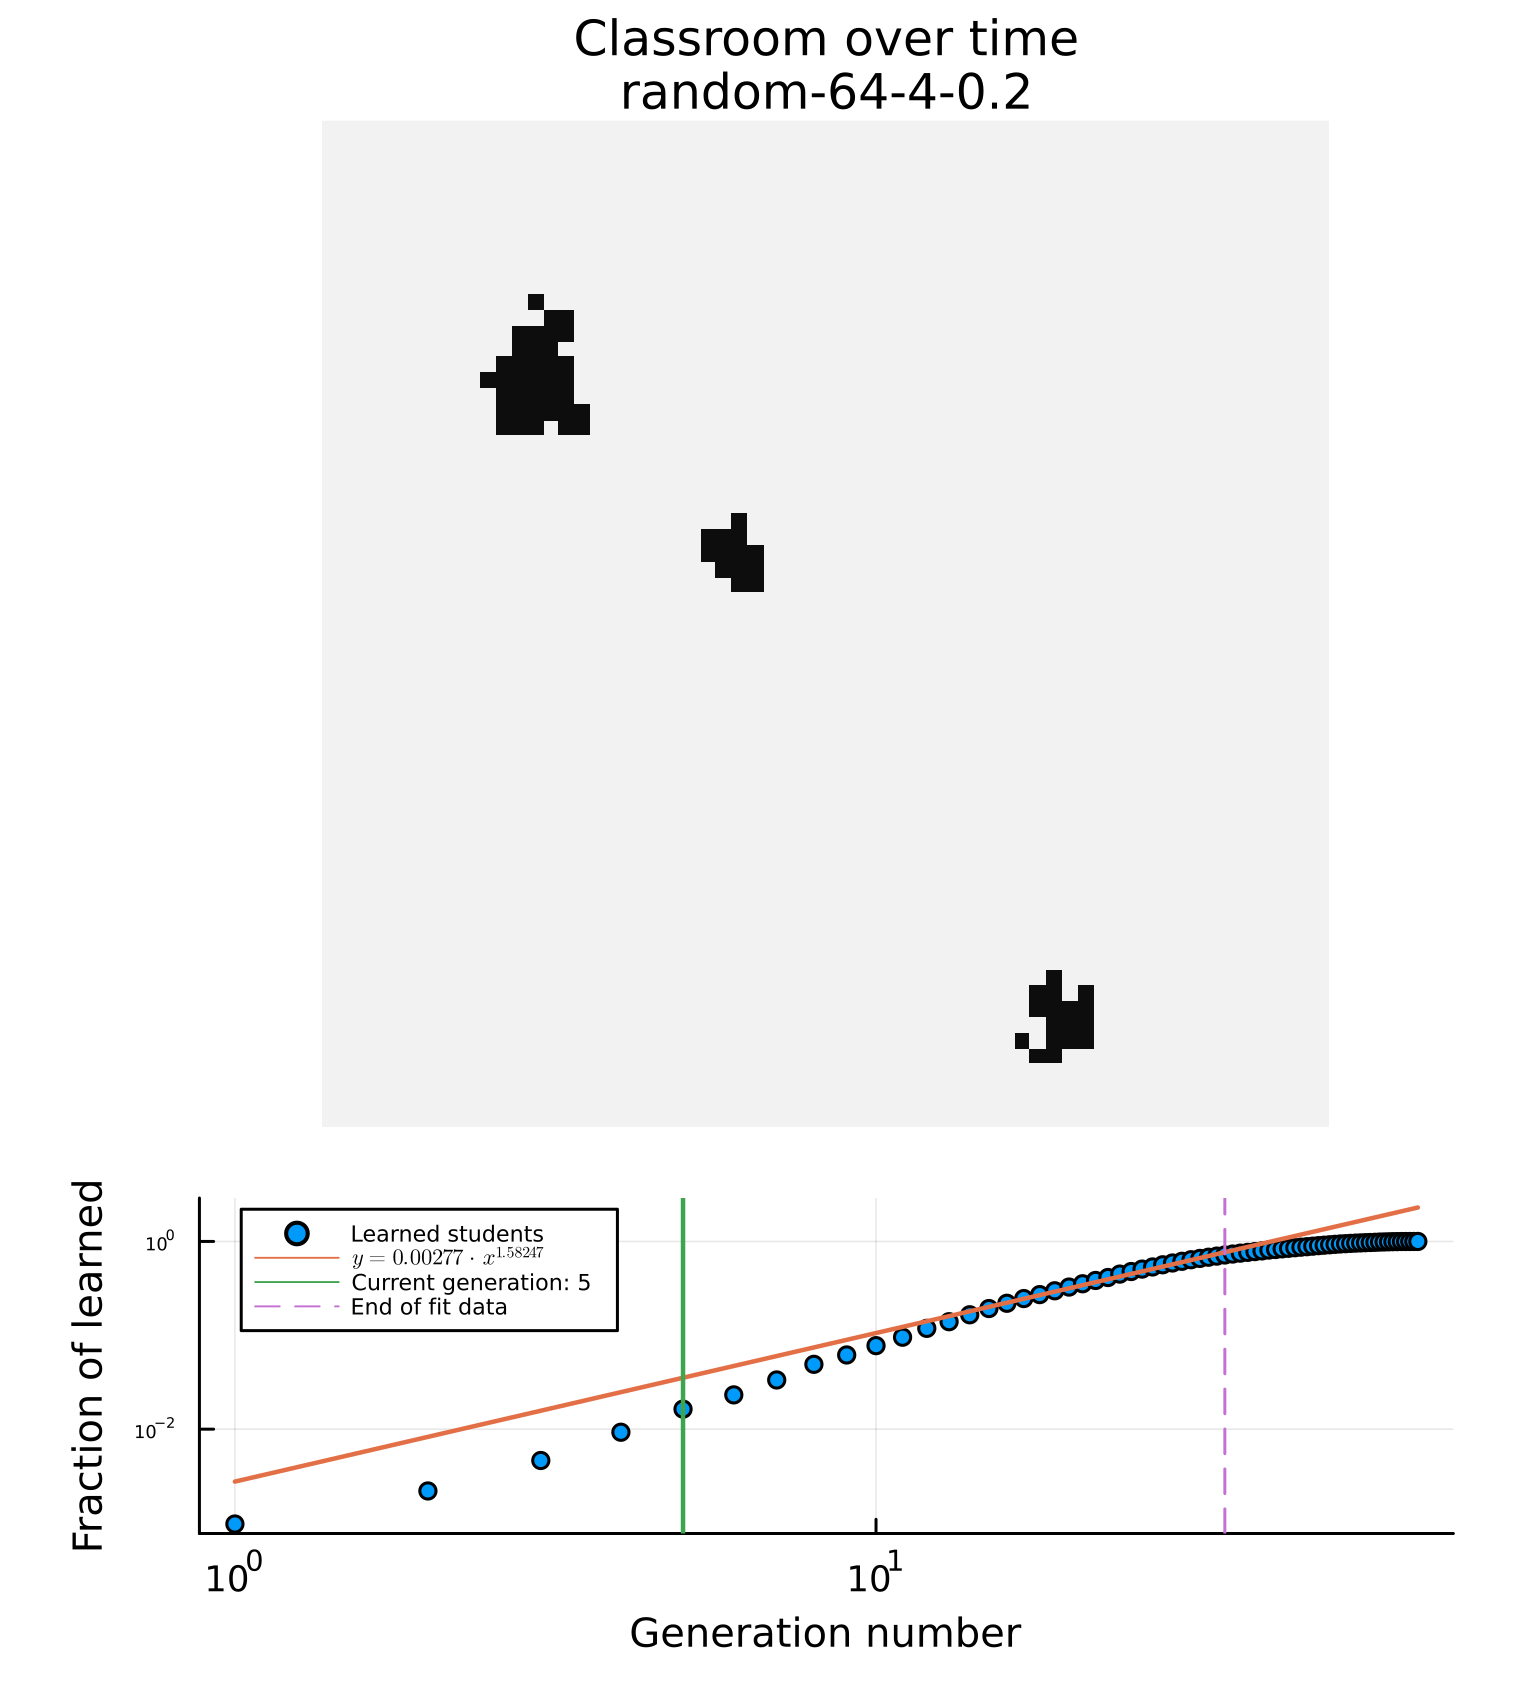 Classroom over time
random-64-4-0.2
Fraction of learned
10^0
10^−2
Learned students
y = 0.00277 · x^1.58247
Current generation: 5
End of fit data
10^0
10^1
Generation number